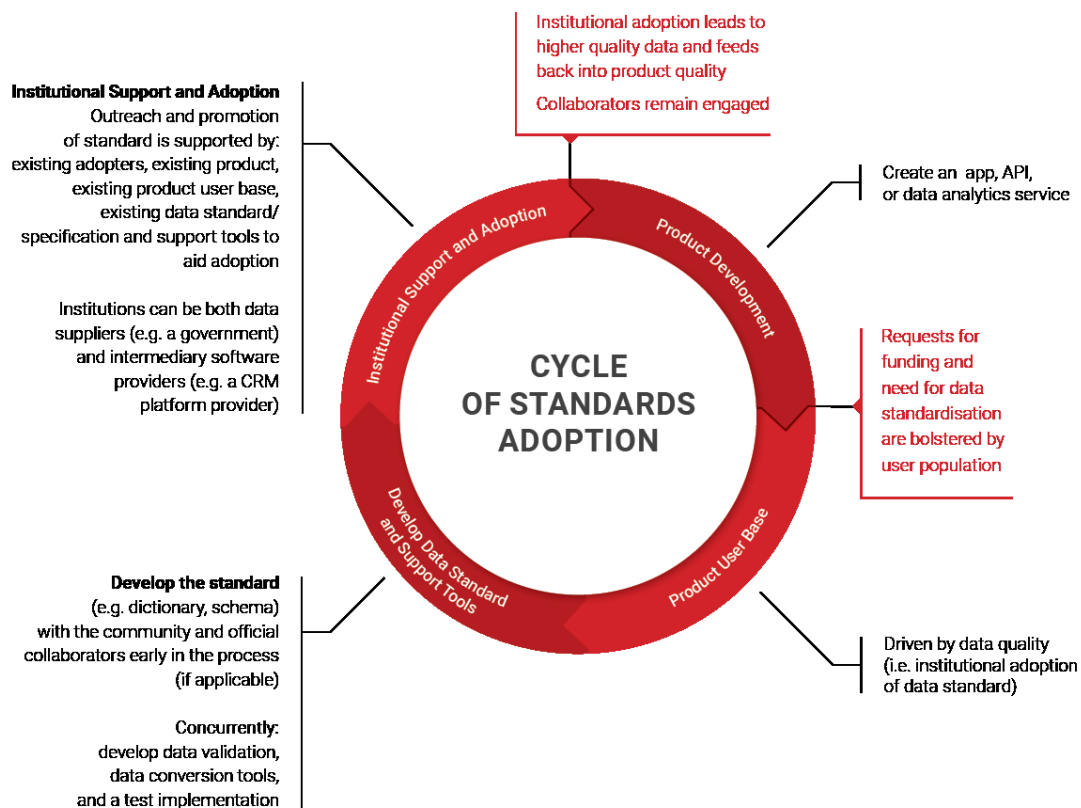 Institutional adoption leads to
higher quality data and feeds
back into product quality
Collaborators remain engaged
Institutional Support and Adoption
Outreach and promotion
of standard is supported by:
existing adopters, existing product,
existing product user base,
existing data standard/
specification and support tools to
aid adoption
Institutions can be both data
suppliers (e.g. a government)
and intermediary software
providers (e.g. a CRM
platform provider)
Create an app, API,
or data analytics service
Institutional Support and Adoption
Product Development
CYCLE
OF STANDARDS
ADOPTION
Requests for
funding and
need for data
standardisation
are bolstered by
user population
Develop Data Standard
and Support Tools
Product User Base
Develop the standard
(e.g. dictionary, schema)
with the community and official
collaborators early in the process
(if applicable)
Concurrently:
develop data validation,
data conversion tools,
and a test implementation
Driven by data quality
(i.e. institutional adoption
of data standard)